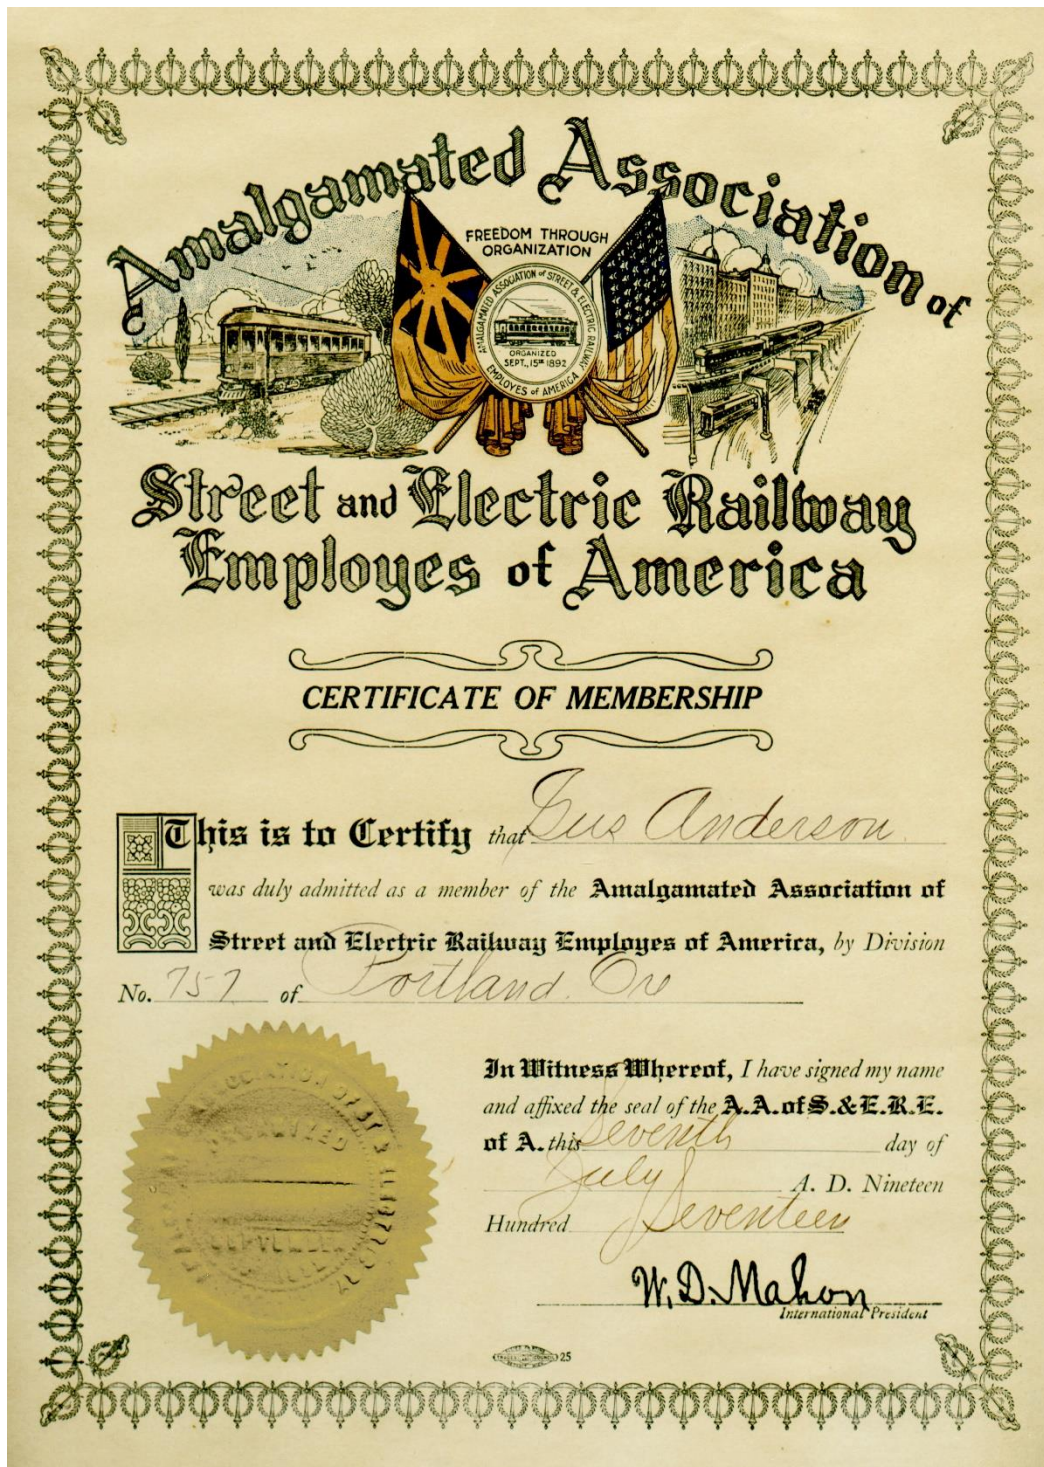 Amalgamated Association of
FREEDOM THROUGH
ORGANIZATION
AMALGAMATED ASSOCIATION OF STREET & ELECTRIC RAILWAY EMPLOYES OF AMERICA
ORGANIZED
SEPT., 15TH 1892
Street and Electric Railway
Employes of America
CERTIFICATE OF MEMBERSHIP
This is to Certify that Gus Anderson
was duly admitted as a member of the Amalgamated Association of
Street and Electric Railway Employes of America, by Division
No. 757 of Portland. Ore
In Witness Whereof, I have signed my name
and affixed the seal of the A.A. of S.&E.R.E.
of A. this Seventh day of
July A. D. Nineteen
Hundred Seventeen
W. D. Mahon
International President
25